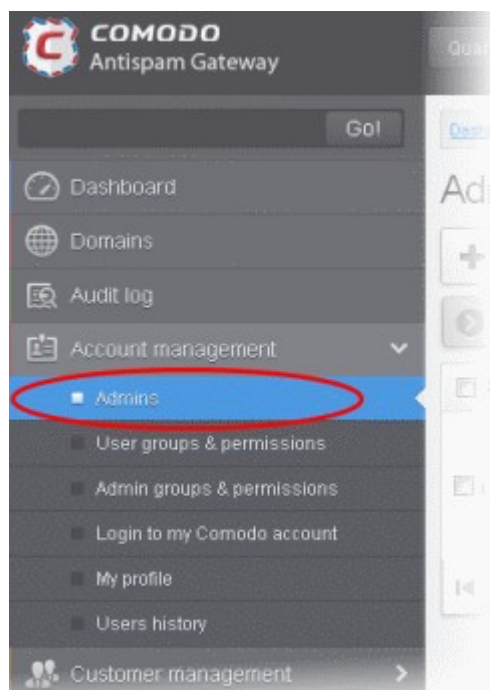 COMODO
Antispam Gateway
Go!
Dashboard
Domains
Audit log
Account management
Admins
User groups & permissions
Admin groups & permissions
Login to my Comodo account
My profile
Users history
Customer management